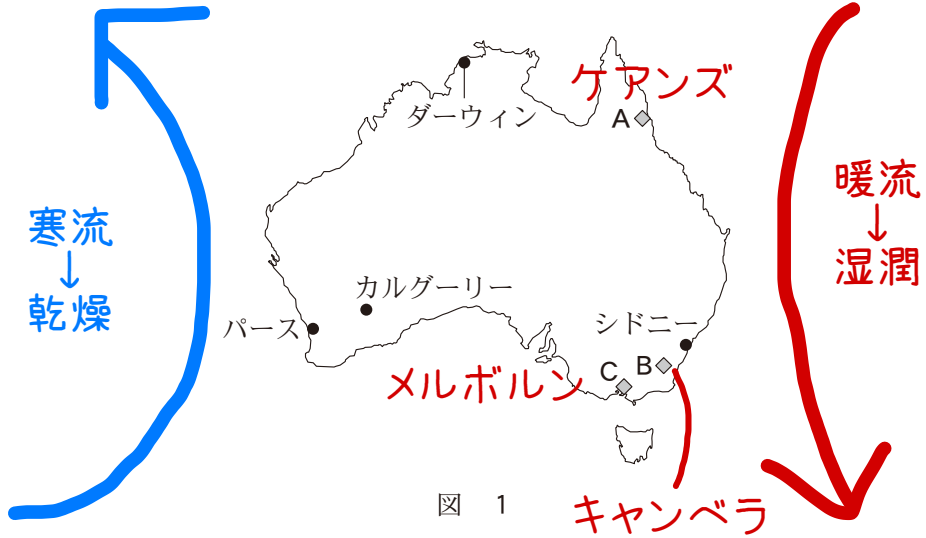 ケアンズ
ダーウィン
A
暖流
↓
湿潤
寒流
↓
乾燥
カルグーリー
パース
シドニー
B
C
メルボルン
キャンベラ
図 1